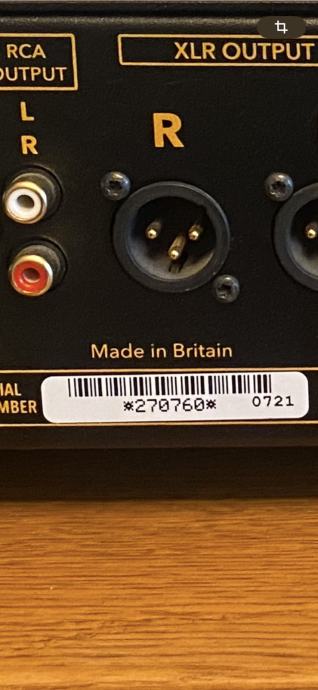 RCA
OUTPUT
XLR OUTPUT
L
R
R
Made in Britain
*270760*
0721